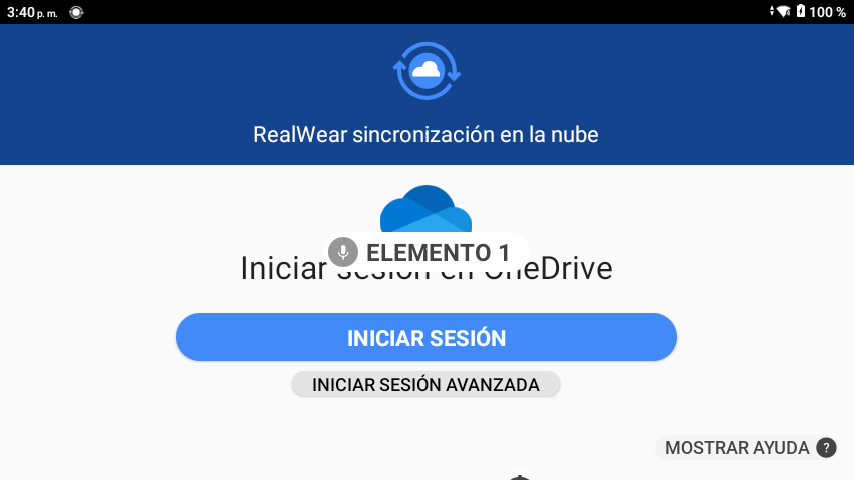 3:40 p. m.
100 %
RealWear sincronización en la nube
ELEMENTO 1
Iniciar sesión en OneDrive
INICIAR SESIÓN
INICIAR SESIÓN AVANZADA
MOSTRAR AYUDA ?